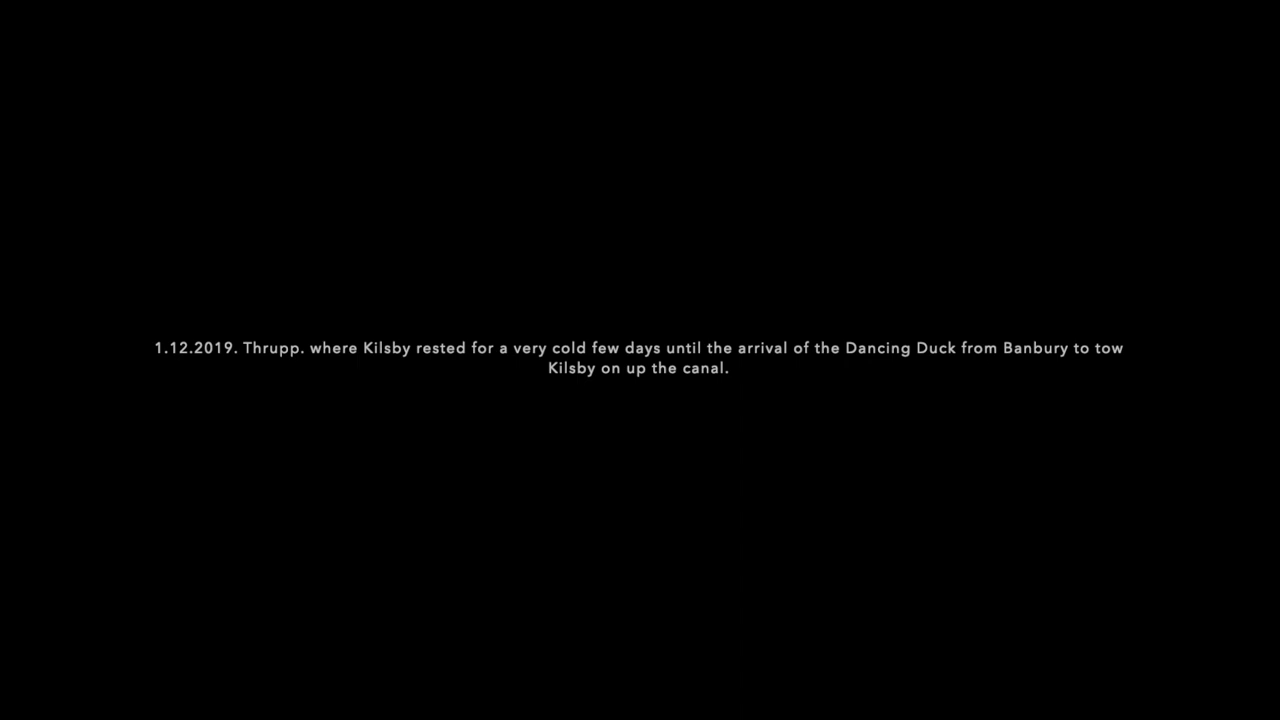 1.12.2019. Thrupp. where Kilsby rested for a very cold few days until the arrival of the Dancing Duck from Banbury to tow
Kilsby on up the canal.